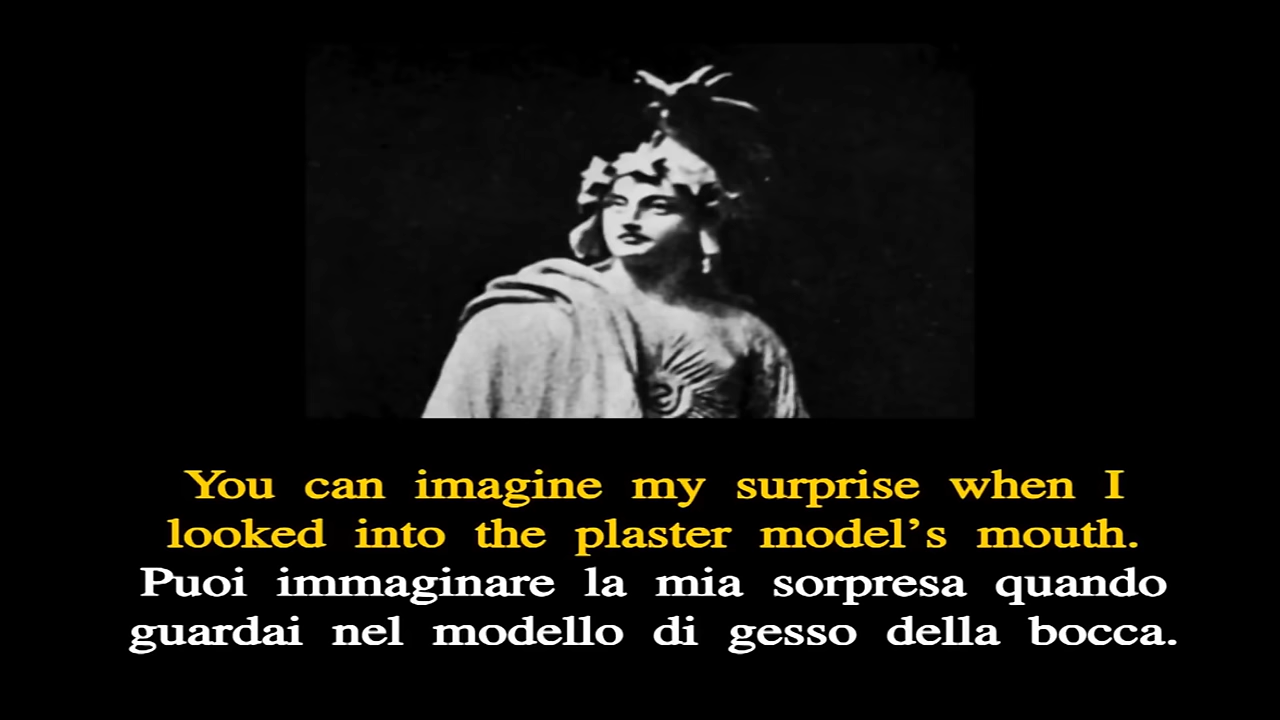 You can imagine my surprise when I
looked into the plaster model’s mouth.
Puoi immaginare la mia sorpresa quando
guardai nel modello di gesso della bocca.